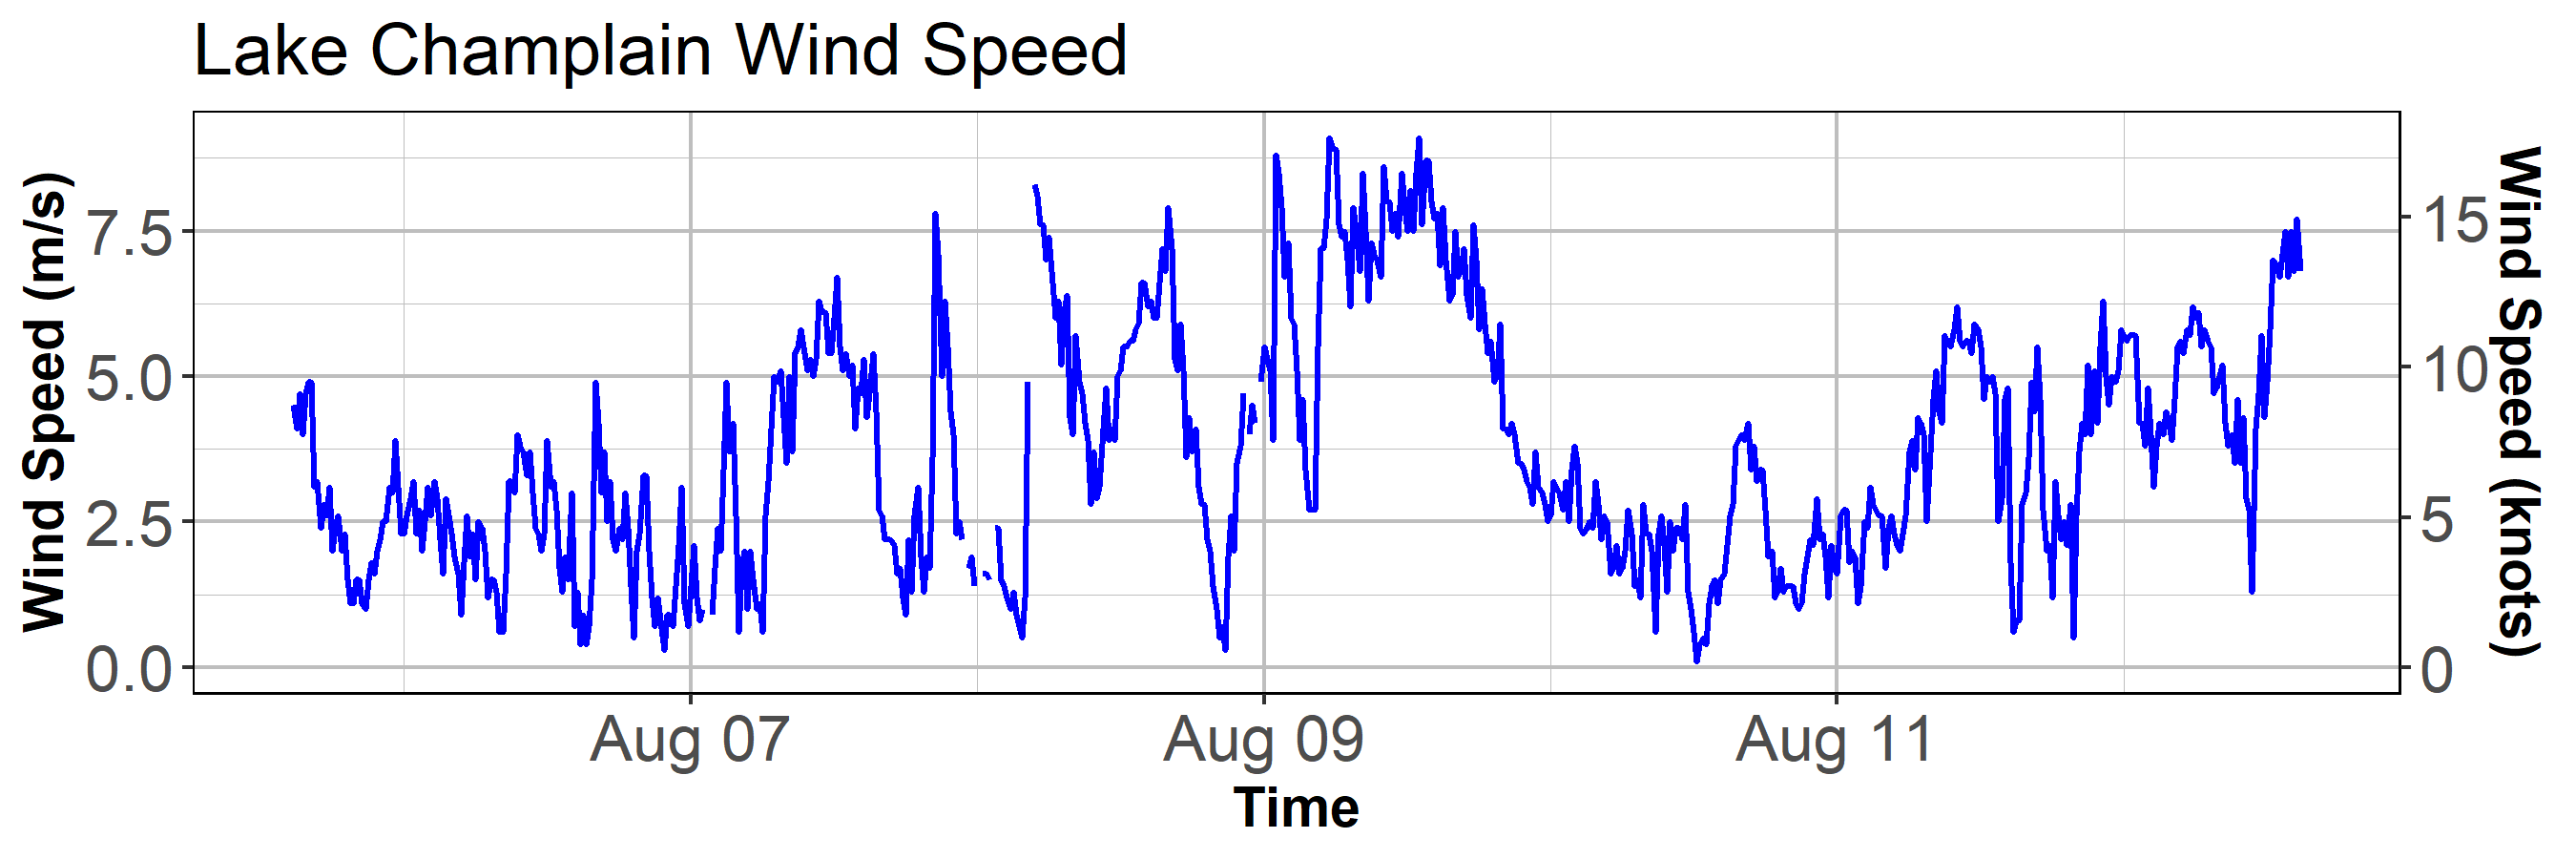 Lake Champlain Wind Speed
Wind Speed (m/s)
7.5
5.0
2.5
0.0
Wind Speed (knots)
15
10
5
0
Aug 07 Aug 09 Aug 11
Time